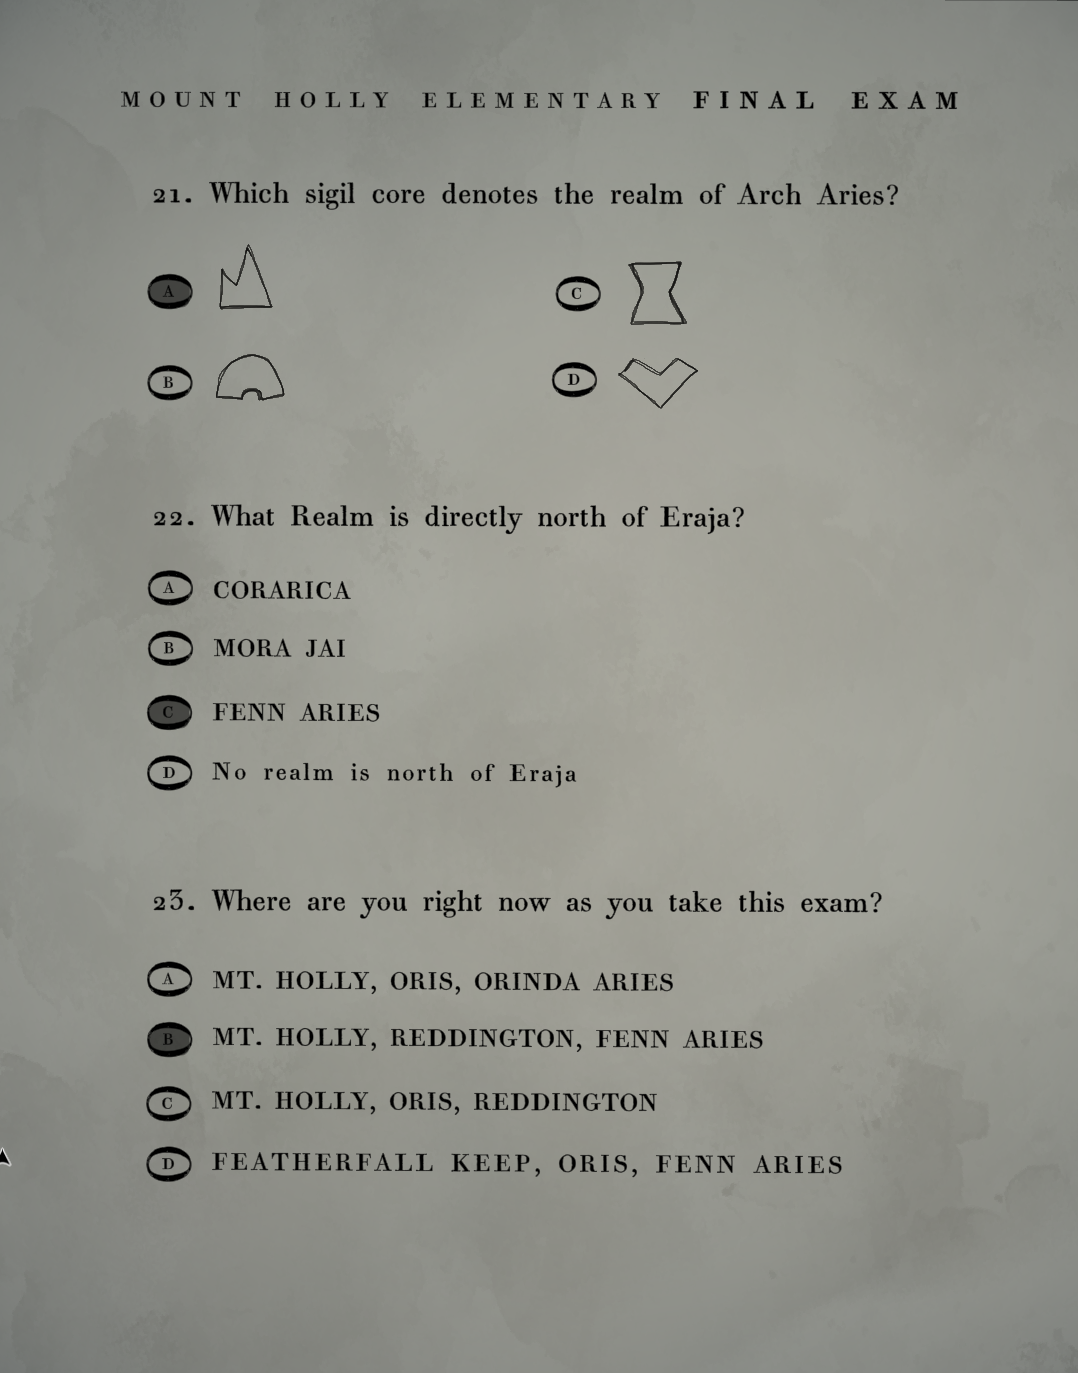 MOUNT HOLLY ELEMENTARY FINAL EXAM
21. Which sigil core denotes the realm of Arch Aries?
A
C
B
D
22. What Realm is directly north of Eraja?
A CORARICA
B MORA JAI
C FENN ARIES
D No realm is north of Eraja
23. Where are you right now as you take this exam?
A MT. HOLLY, ORIS, ORINDA ARIES
B MT. HOLLY, REDDINGTON, FENN ARIES
C MT. HOLLY, ORIS, REDDINGTON
D FEATHERFALL KEEP, ORIS, FENN ARIES